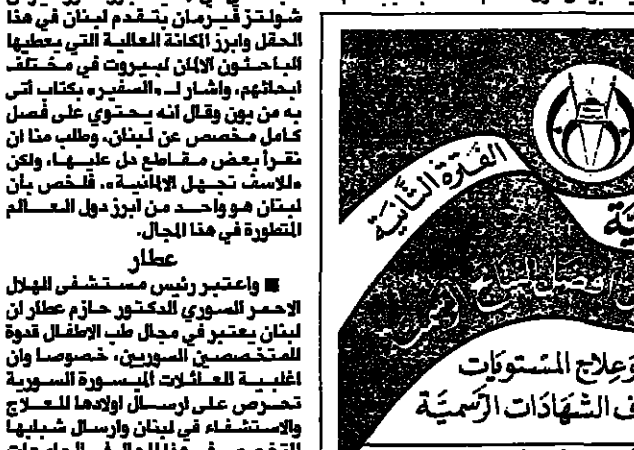 شولتز فيرمان يتقدم لبنان في هذا
الحقل وابرز المكانة العالية التي يعطيها
الباحثون الالمان لبيروت في مختلف
ابحاثهم، واشار لـ «السفير» بكتاب أتى
به من بون وقال انه يحتوي على فصل
كامل مخصص عن لبنان، وطلب منا ان
نقرأ بعض مقاطع دل عليها، ولكن
«للاسف تجهل الالمانية». فلخص بأن
لبنان هو واحد من ابرز دول العالم
المتطورة في هذا المجال.
عطار
■ واعتبر رئيس مستشفى الهلال
الاحمر السوري الدكتور حازم عطار ان
لبنان يعتبر في مجال طب الاطفال قدوة
للمتخصصين السوريين، خصوصا وان
اغلبية العائلات الميسورة السورية
تحرص على ارسال اولادها للعلاج
والاستشفاء في لبنان وارسال شبابها
الفترة الثانية
وعلاج المستويات
ف الشهادات الرسمية